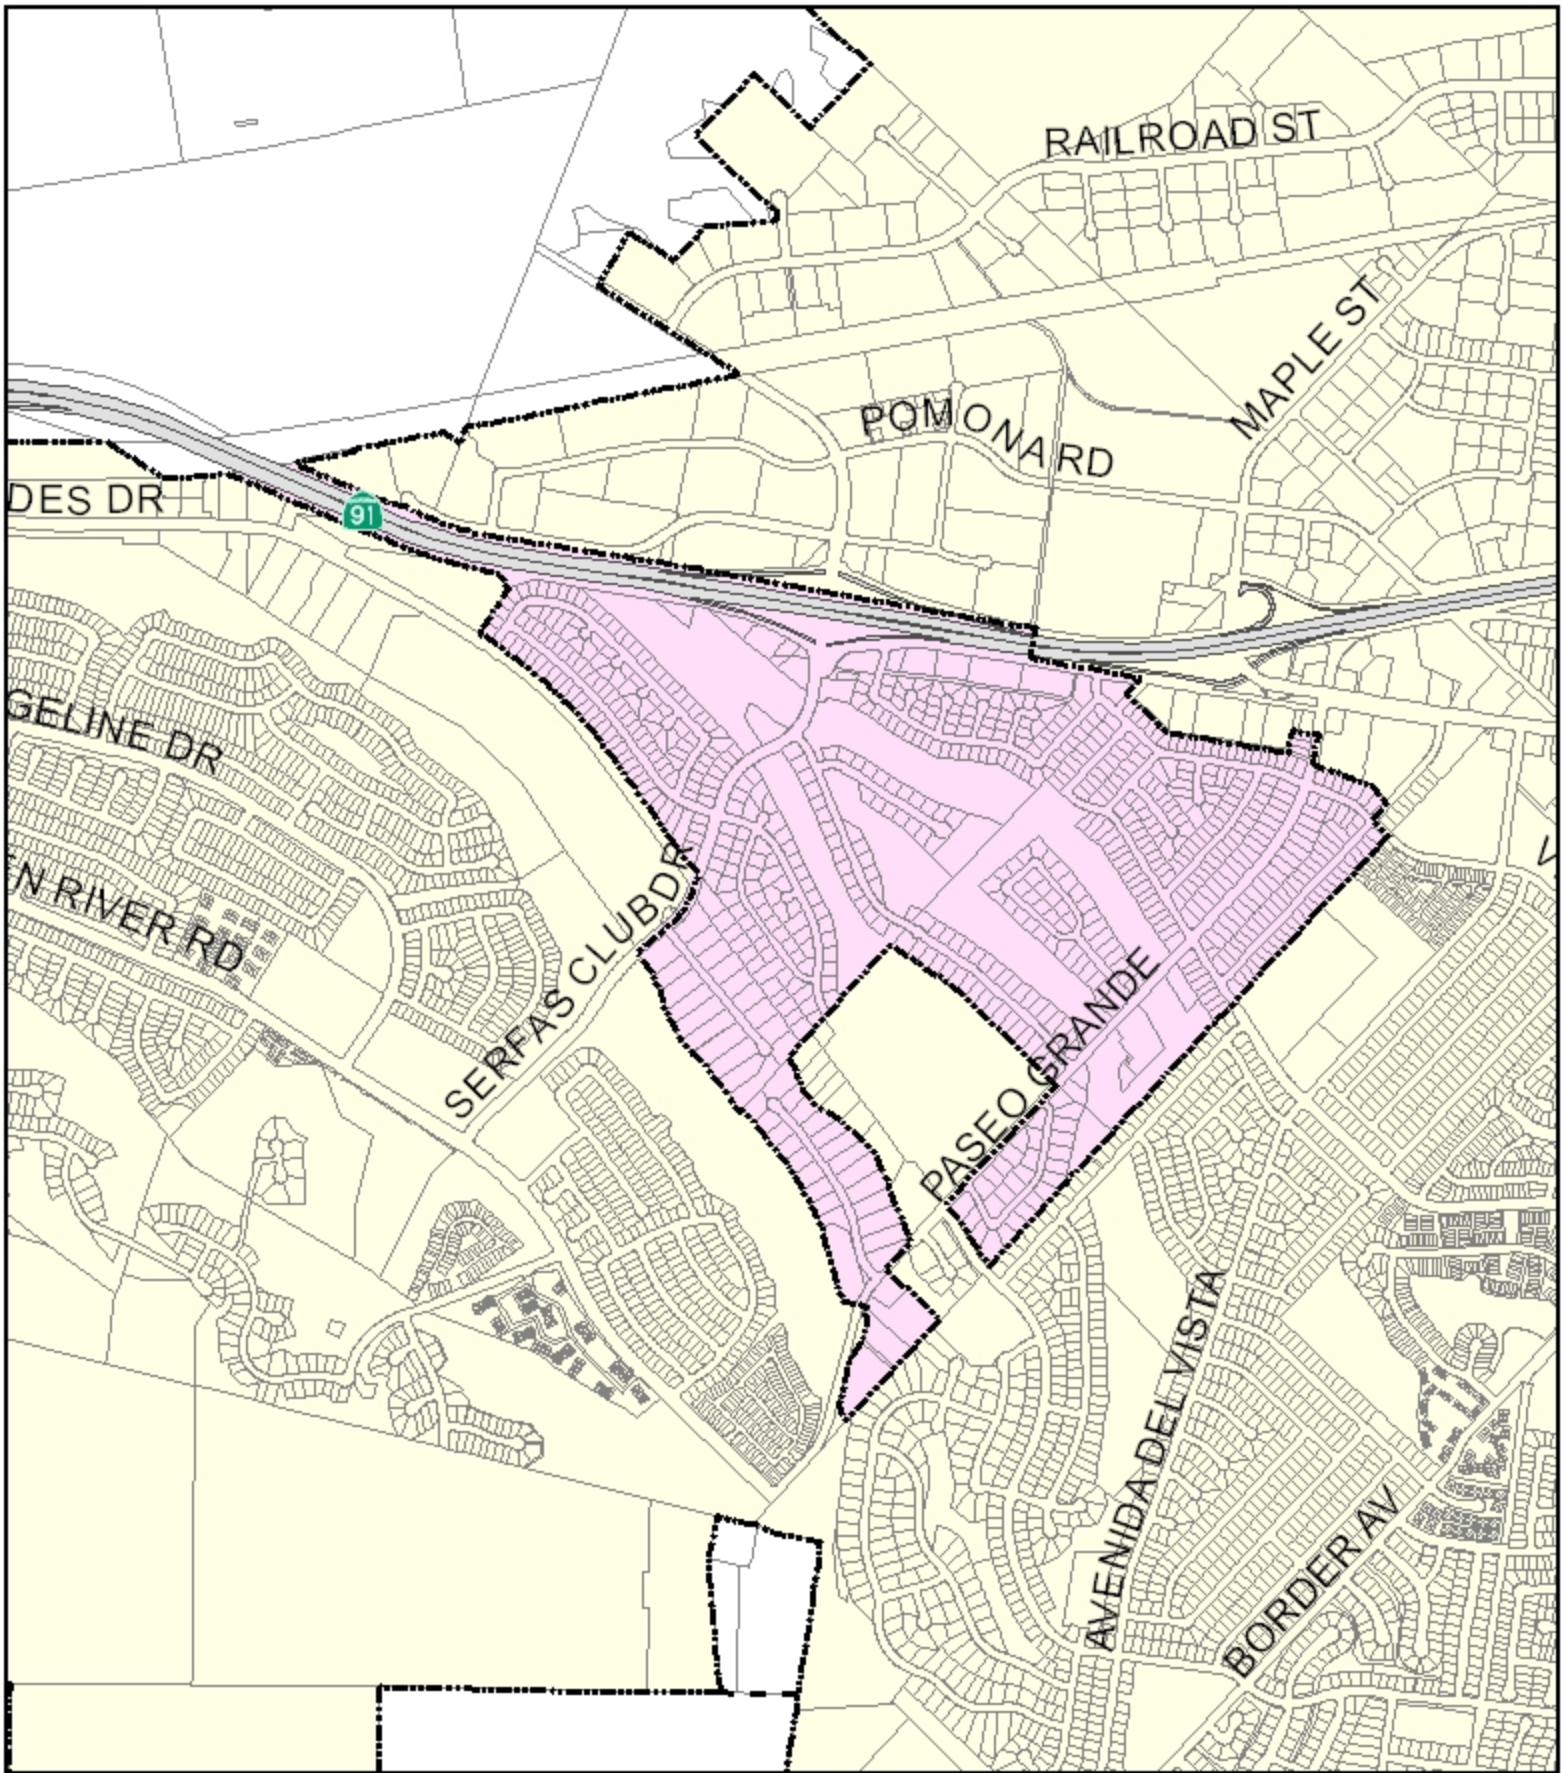 RAILROAD ST
MAPLE ST
POMONA RD
DES DR
91
GELINE DR
EN RIVER RD
SERFAS CLUB DR
PASEO GRANDE
AVENIDA DEL VISTA
BORDER AV